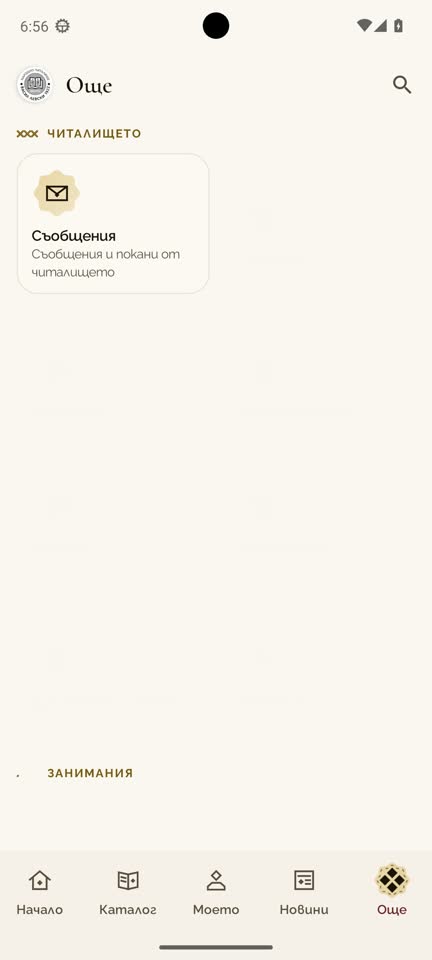 6:56
Още
ЧИТАЛИЩЕТО
Съобщения
Съобщения и покани от
читалището
ЗАНИМАНИЯ
Начало
Каталог
Моето
Новини
Още